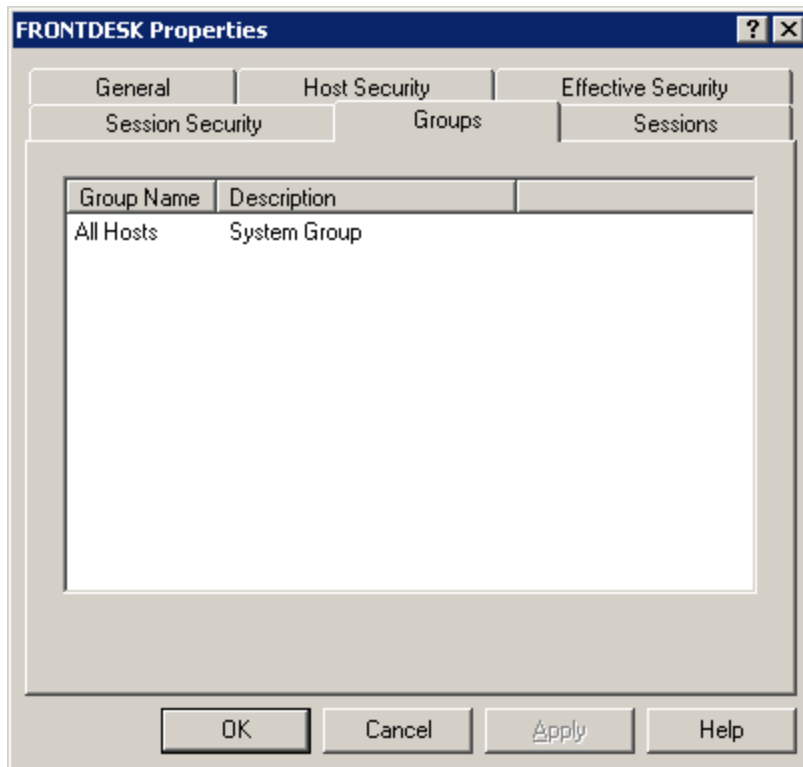 FRONTDESK Properties
General Host Security Effective Security
Session Security Groups Sessions
Group Name Description
All Hosts System Group
OK Cancel Apply Help